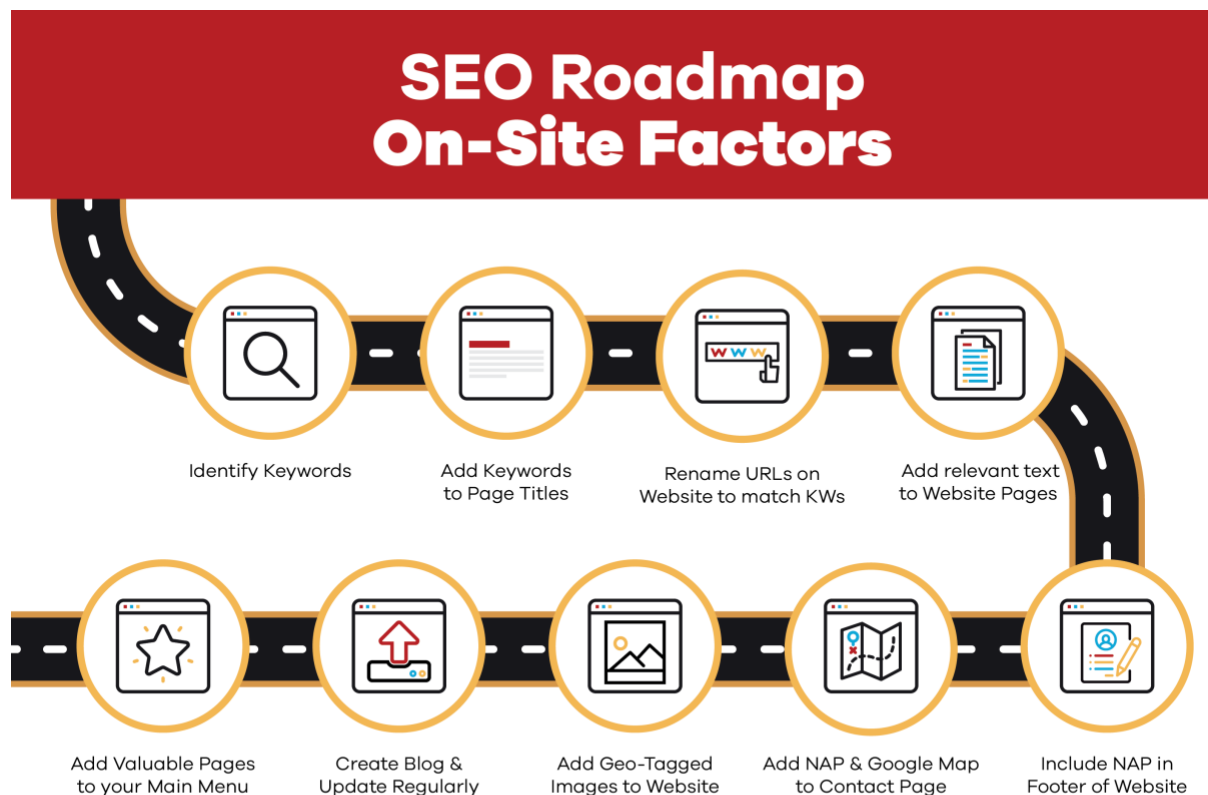 SEO Roadmap
On-Site Factors
Identify Keywords
Add Keywords
to Page Titles
WWW
Rename URLs on
Website to match KWs
Add relevant text
to Website Pages
Add Valuable Pages
to your Main Menu
Create Blog &
Update Regularly
Add Geo-Tagged
Images to Website
Add NAP & Google Map
to Contact Page
Include NAP in
Footer of Website